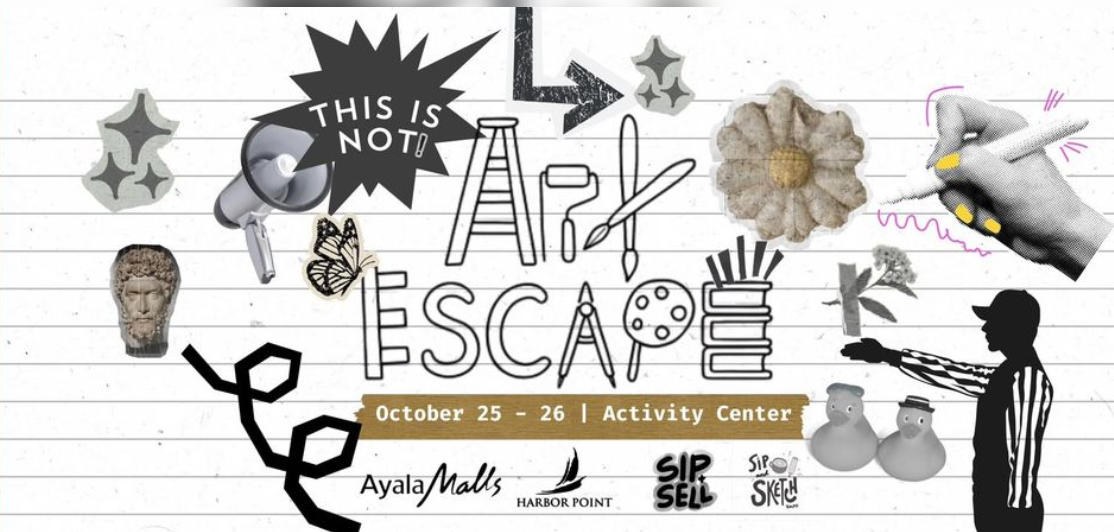 THIS IS
NOT!
ART
ESCAPE
October 25 – 26 | Activity Center
Ayala Malls
HARBOR POINT
SIP
+
SELL
SIP
and
SKETCH